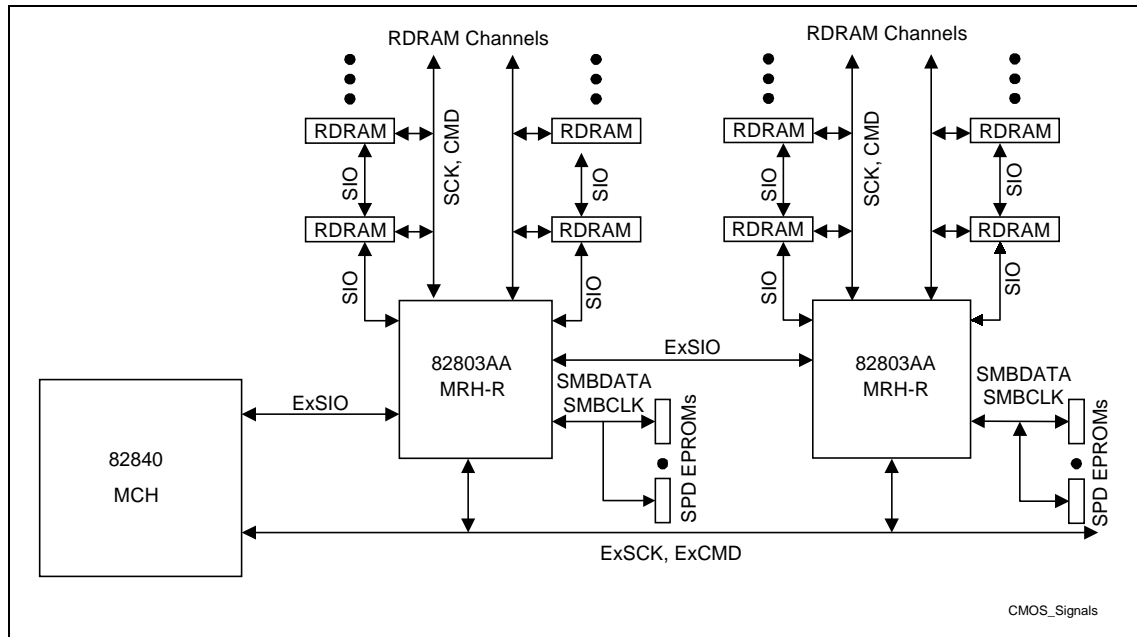 RDRAM Channels
RDRAM Channels
RDRAM
RDRAM
RDRAM
RDRAM
SIO
SCK, CMD
SIO
SIO
SCK, CMD
SIO
RDRAM
RDRAM
RDRAM
RDRAM
SIO
SIO
SIO
SIO
82803AA
MRH-R
ExSIO
82803AA
MRH-R
SMBDATA
SMBCLK
SPD EPROMs
SMBDATA
SMBCLK
SPD EPROMs
ExSIO
82840
MCH
ExSCK, ExCMD
CMOS_Signals